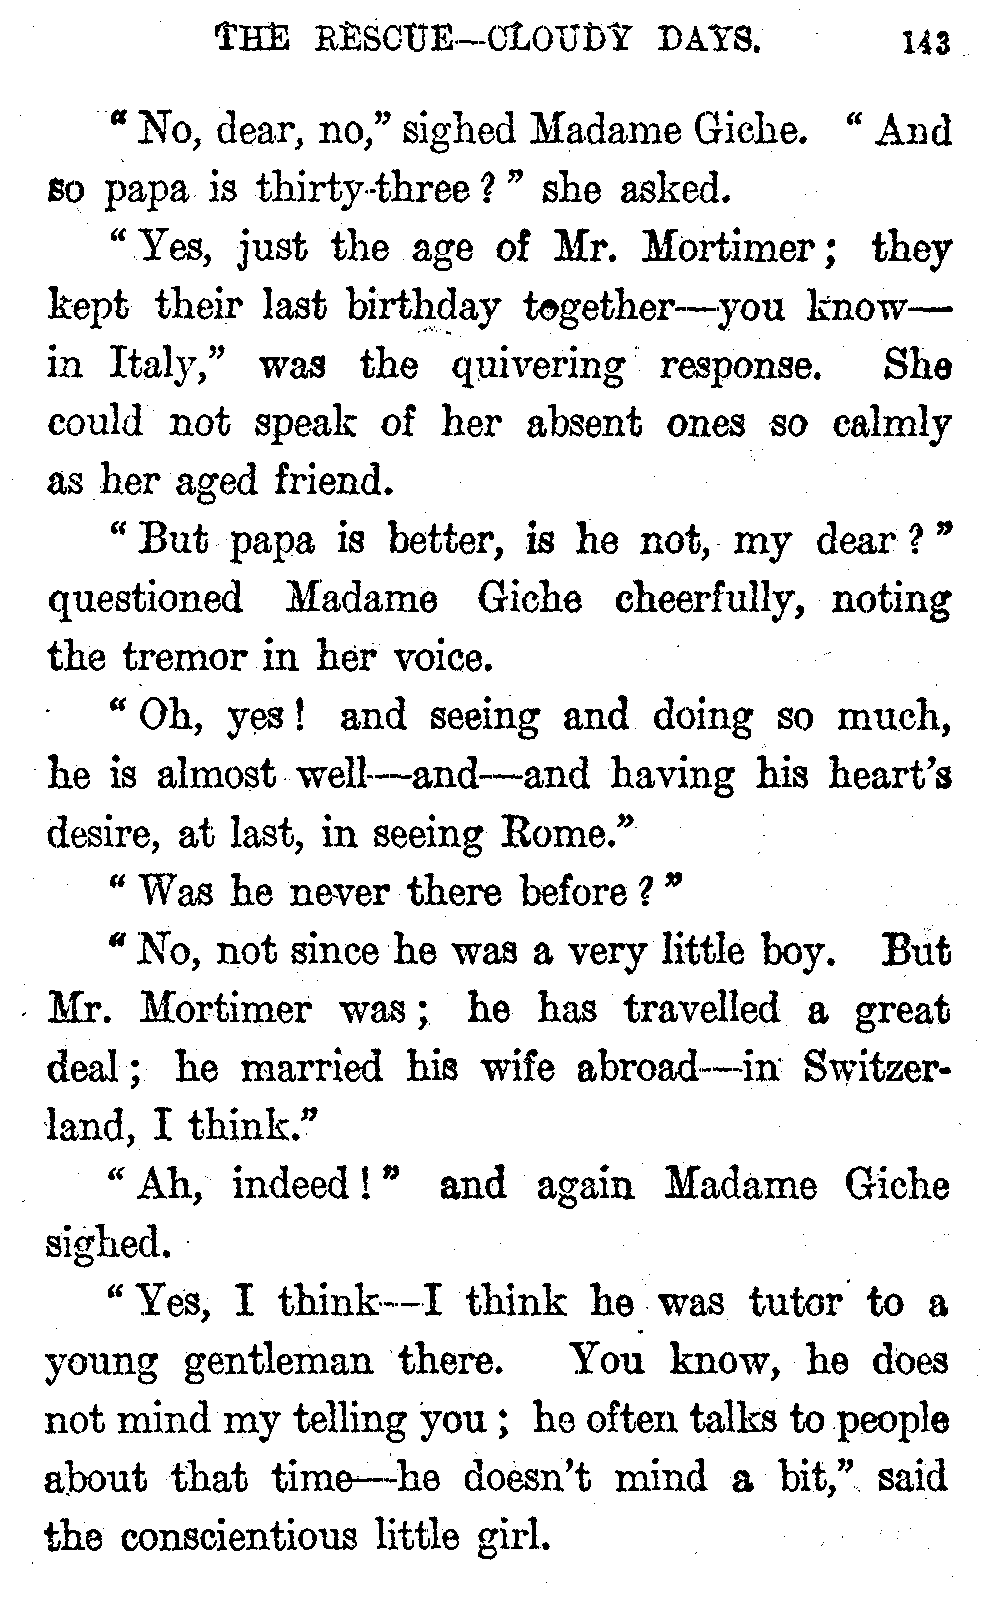 THE RESCUE—CLOUDY DAYS. 143
“ No, dear, no,” sighed Madame Giche. “ And
so papa is thirty-three ? ” she asked.
“ Yes, just the age of Mr. Mortimer ; they
kept their last birthday together—you know—
in Italy,” was the quivering response. She
could not speak of her absent ones so calmly
as her aged friend.
“ But papa is better, is he not, my dear ? ”
questioned Madame Giche cheerfully, noting
the tremor in her voice.
“ Oh, yes ! and seeing and doing so much,
he is almost well—and—and having his heart’s
desire, at last, in seeing Rome.”
“ Was he never there before ? ”
“ No, not since he was a very little boy. But
Mr. Mortimer was ; he has travelled a great
deal ; he married his wife abroad—in Switzer-
land, I think.”
“ Ah, indeed ! ” and again Madame Giche
sighed.
“ Yes, I think—I think he was tutor to a
young gentleman there. You know, he does
not mind my telling you ; he often talks to people
about that time—he doesn’t mind a bit,” said
the conscientious little girl.